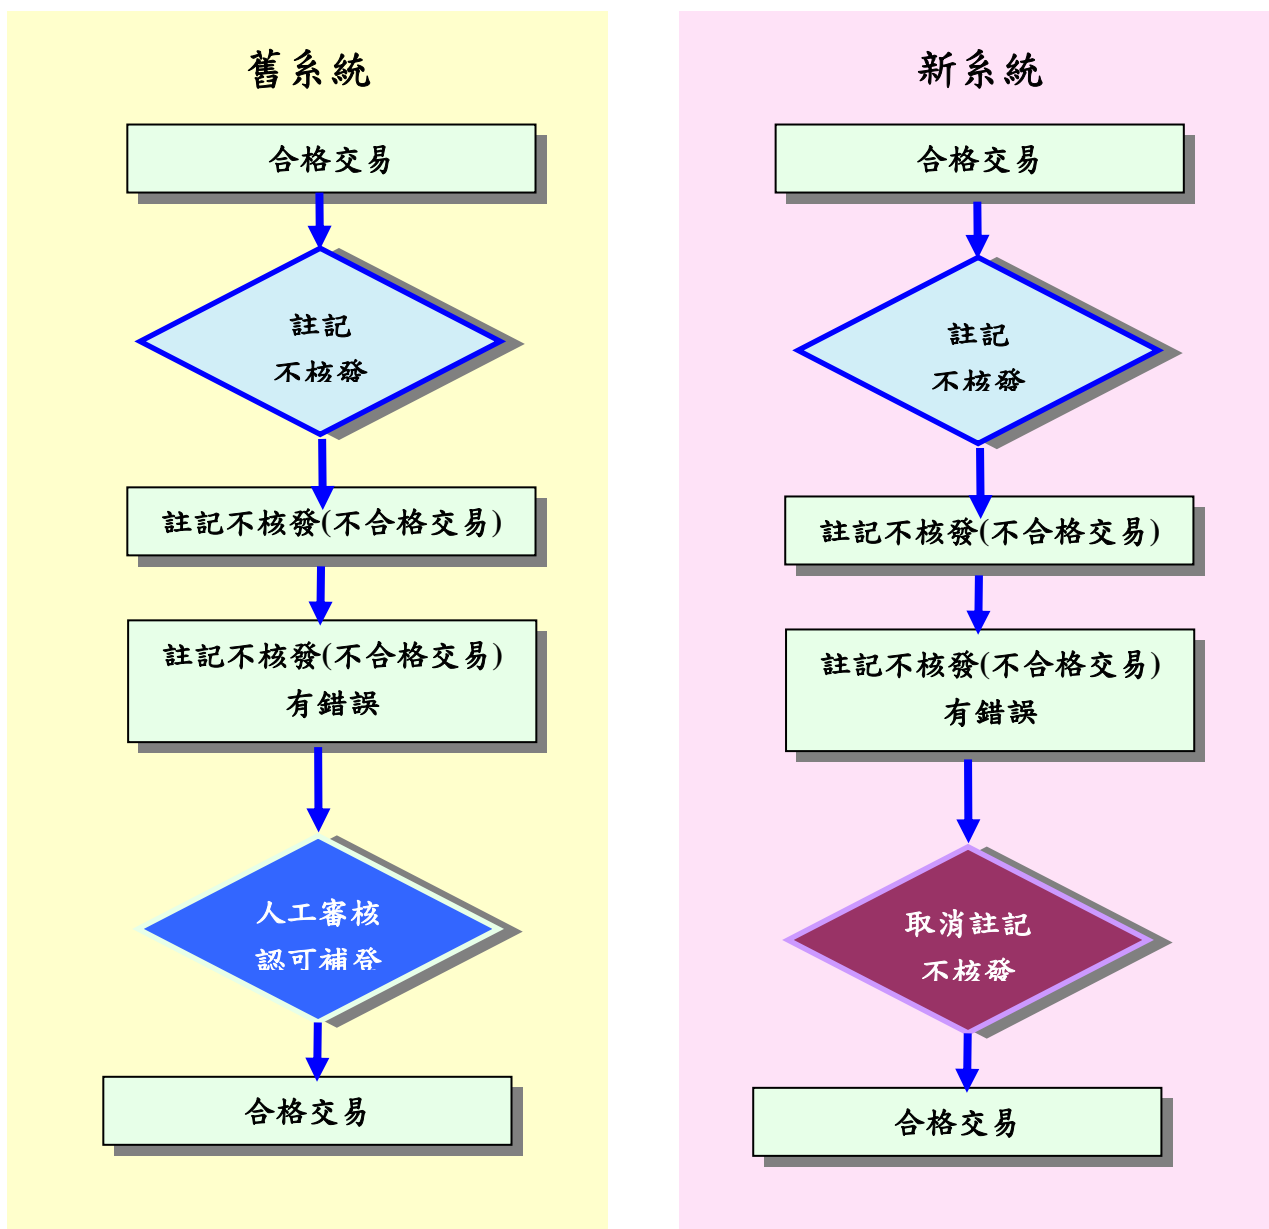 舊系統
合格交易
註記
不核發
註記不核發(不合格交易)
註記不核發(不合格交易)
有錯誤
人工審核
認可補登
合格交易
新系統
合格交易
註記
不核發
註記不核發(不合格交易)
註記不核發(不合格交易)
有錯誤
取消註記
不核發
合格交易